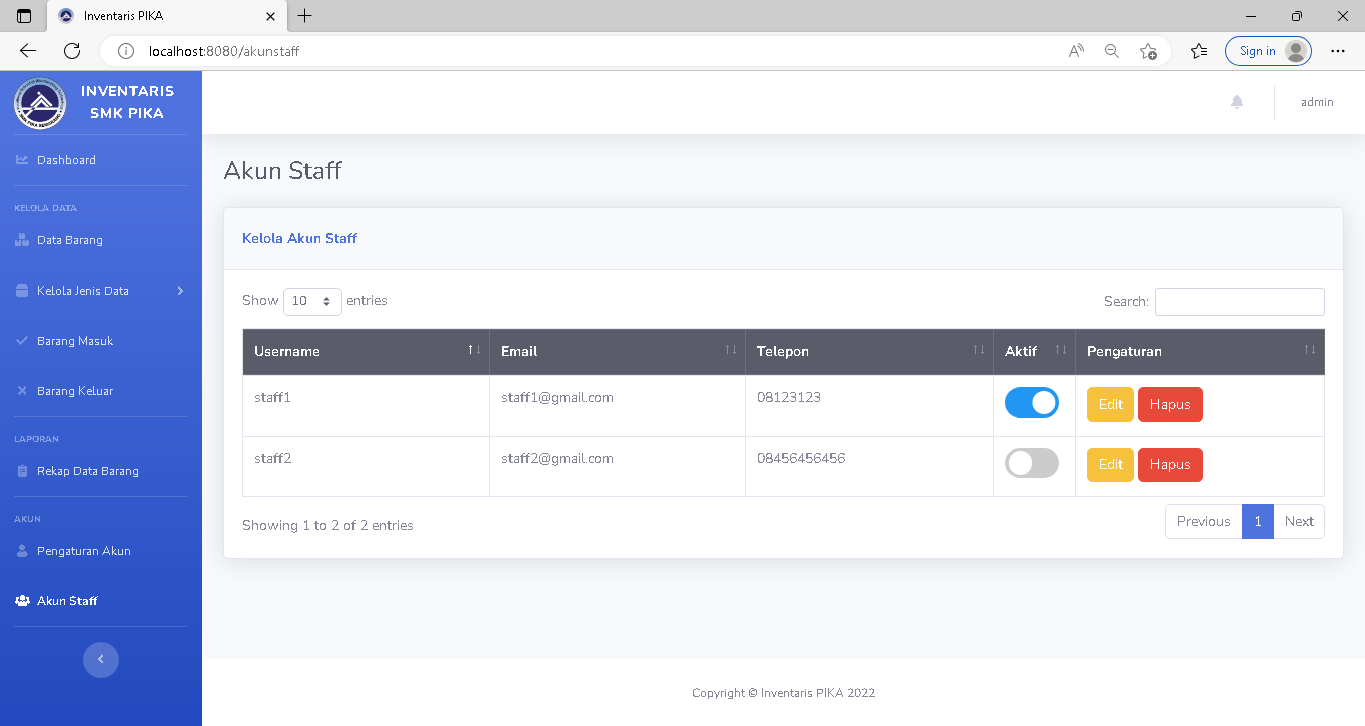 Inventaris PIKA
localhost:8080/akunstaff
Sign in
INVENTARIS
SMK PIKA
admin
Dashboard
KELOLA DATA
Data Barang
Kelola Jenis Data
Barang Masuk
Barang Keluar
LAPORAN
Rekap Data Barang
AKUN
Pengaturan Akun
Akun Staff
Akun Staff
Kelola Akun Staff
Show 10 entries Search:
Username Email Telepon Aktif Pengaturan
staff1 staff1@gmail.com 08123123 Edit Hapus
staff2 staff2@gmail.com 08456456456 Edit Hapus
Showing 1 to 2 of 2 entries Previous 1 Next
Copyright © Inventaris PIKA 2022